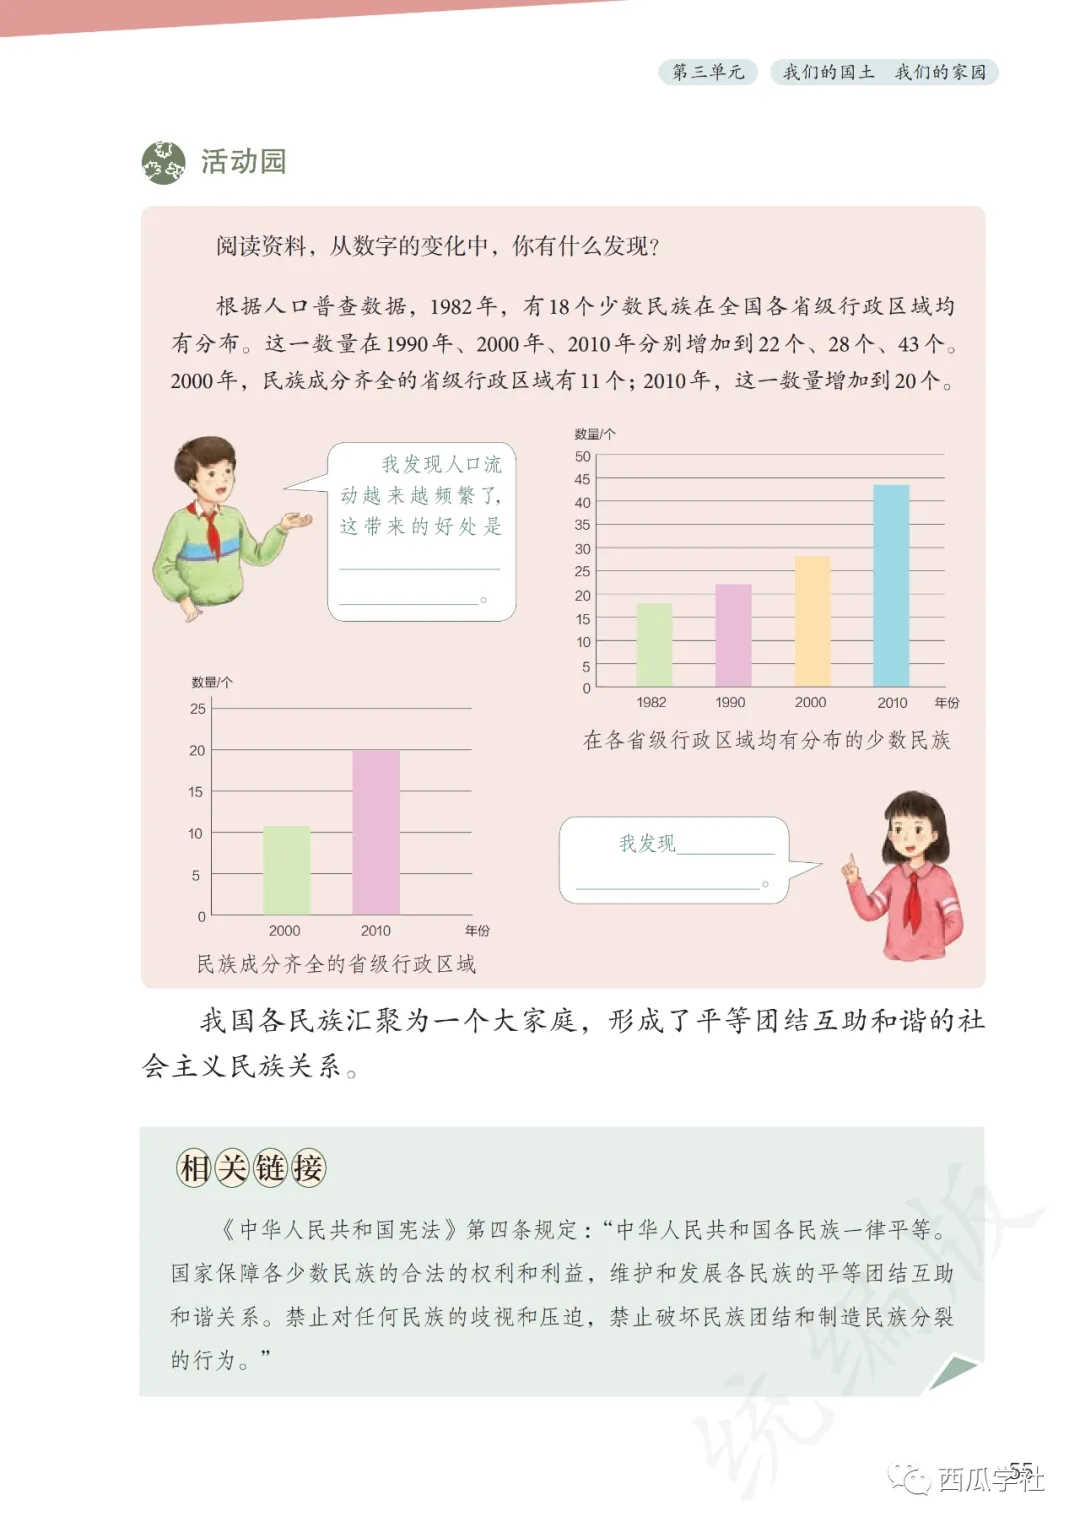 第三单元 我们的国土 我们的家园
活动园
阅读资料，从数字的变化中，你有什么发现？
根据人口普查数据，1982年，有18个少数民族在全国各省级行政区域均
有分布。这一数量在1990年、2000年、2010年分别增加到22个、28个、43个。
2000年，民族成分齐全的省级行政区域有11个；2010年，这一数量增加到20个。
我发现人口流
动越来越频繁了，
这带来的好处是
。
数量/个
50
45
40
35
30
25
20
15
10
5
0
1982 1990 2000 2010 年份
在各省级行政区域均有分布的少数民族
数量/个
25
20
15
10
5
0
2000 2010 年份
民族成分齐全的省级行政区域
我发现
。
我国各民族汇聚为一个大家庭，形成了平等团结互助和谐的社
会主义民族关系。
相关链接
《中华人民共和国宪法》第四条规定：“中华人民共和国各民族一律平等。
国家保障各少数民族的合法的权利和利益，维护和发展各民族的平等团结互助
和谐关系。禁止对任何民族的歧视和压迫，禁止破坏民族团结和制造民族分裂
的行为。”
统编版
55
西瓜学社